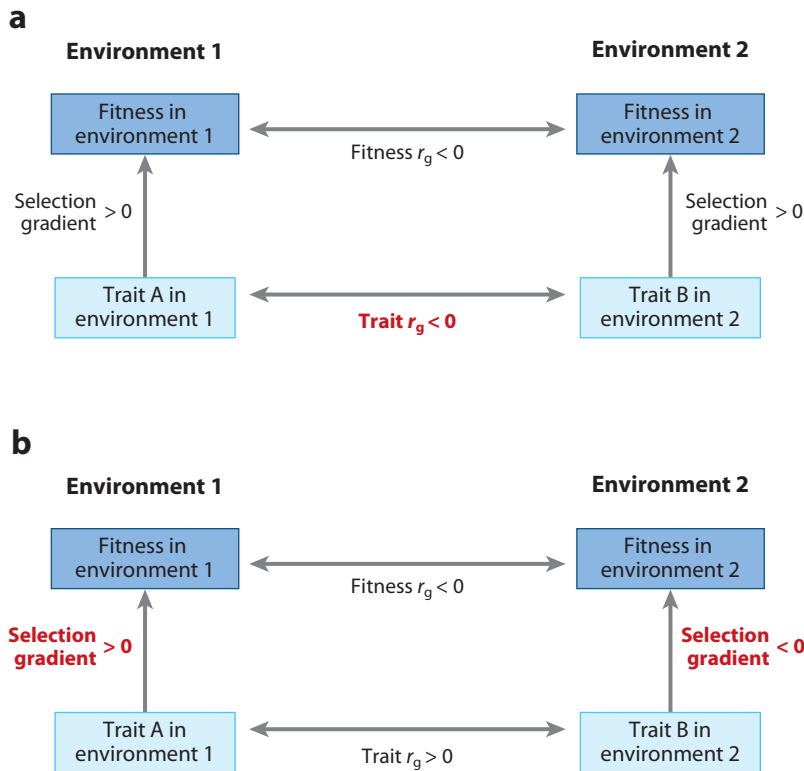 a
Environment 1
Environment 2
Fitness in
environment 1
Fitness in
environment 2
Fitness rg < 0
Selection
gradient > 0
Selection
gradient > 0
Trait A in
environment 1
Trait B in
environment 2
Trait rg < 0
b
Environment 1
Environment 2
Fitness in
environment 1
Fitness in
environment 2
Fitness rg < 0
Selection
gradient > 0
Selection
gradient < 0
Trait A in
environment 1
Trait B in
environment 2
Trait rg > 0